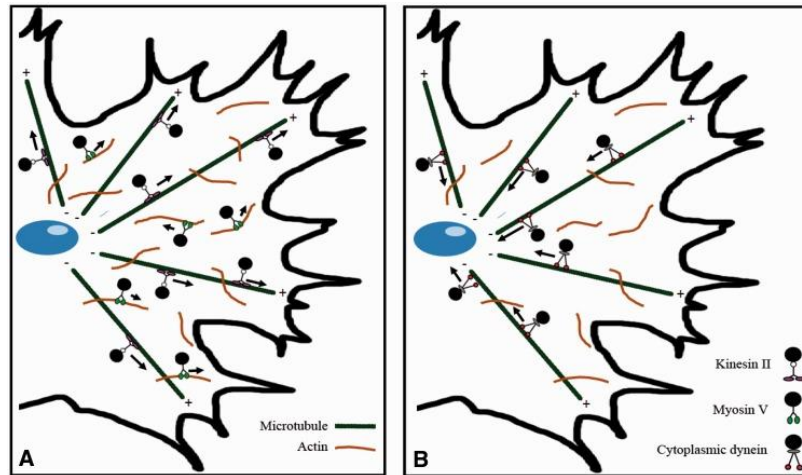 +
+
+
-
-
-
-
-
+
+
A
Microtubule
Actin
+
+
+
-
-
-
-
-
+
+
B
Kinesin II
Myosin V
Cytoplasmic dynein